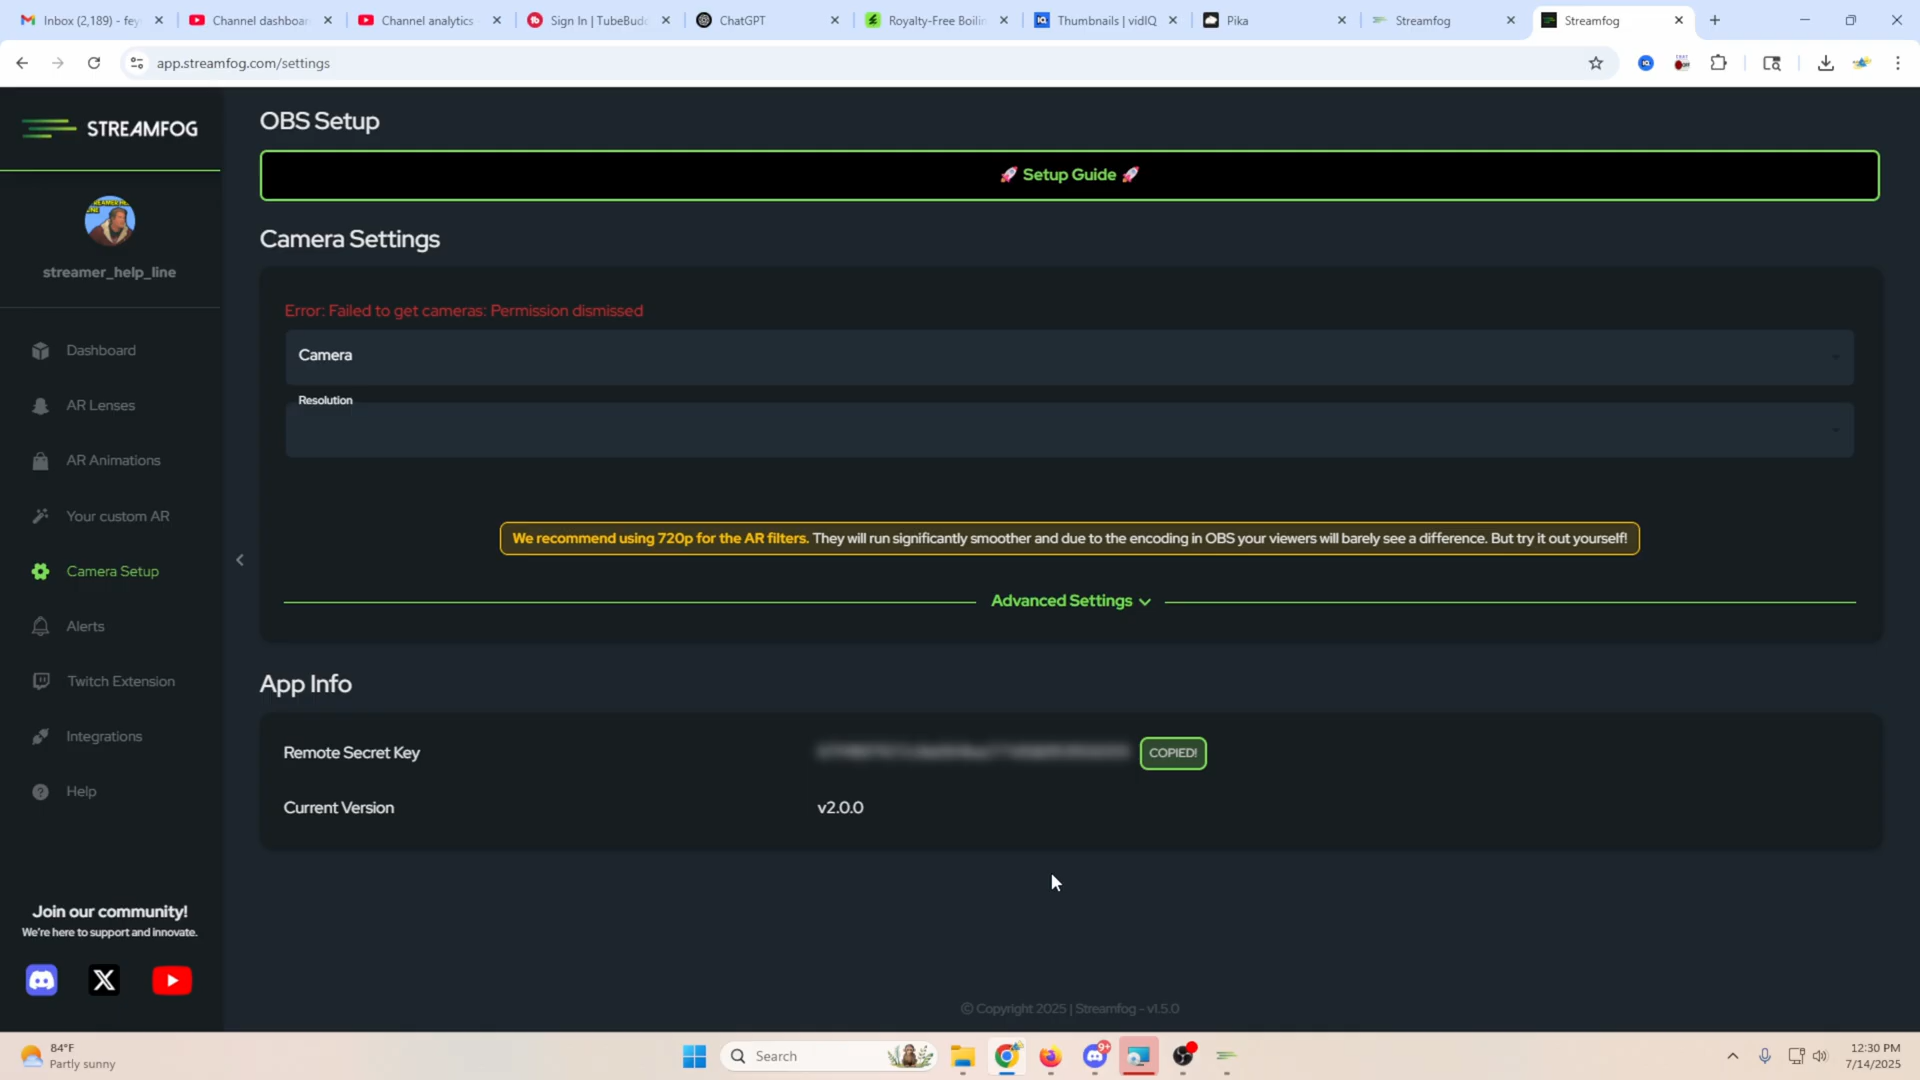 Inbox (2,189) - fey
Channel dashboar
Channel analytics
Sign In | TubeBudd
ChatGPT
Royalty-Free Boilin
Thumbnails | vidIQ
Pika
Streamfog
Streamfog
app.streamfog.com/settings
STREAMFOG
streamer_help_line
Dashboard
AR Lenses
AR Animations
Your custom AR
Camera Setup
Alerts
Twitch Extension
Integrations
Help
Join our community!
We're here to support and innovate.
OBS Setup
🚀 Setup Guide 🚀
Camera Settings
Error: Failed to get cameras: Permission dismissed
Camera
Resolution
We recommend using 720p for the AR filters. They will run significantly smoother and due to the encoding in OBS your viewers will barely see a difference. But try it out yourself!
Advanced Settings
App Info
Remote Secret Key
COPIED!
Current Version
v2.0.0
© Copyright 2025 | Streamfog - v1.5.0
84°F
Partly sunny
Search
9+
12:30 PM
7/14/2025